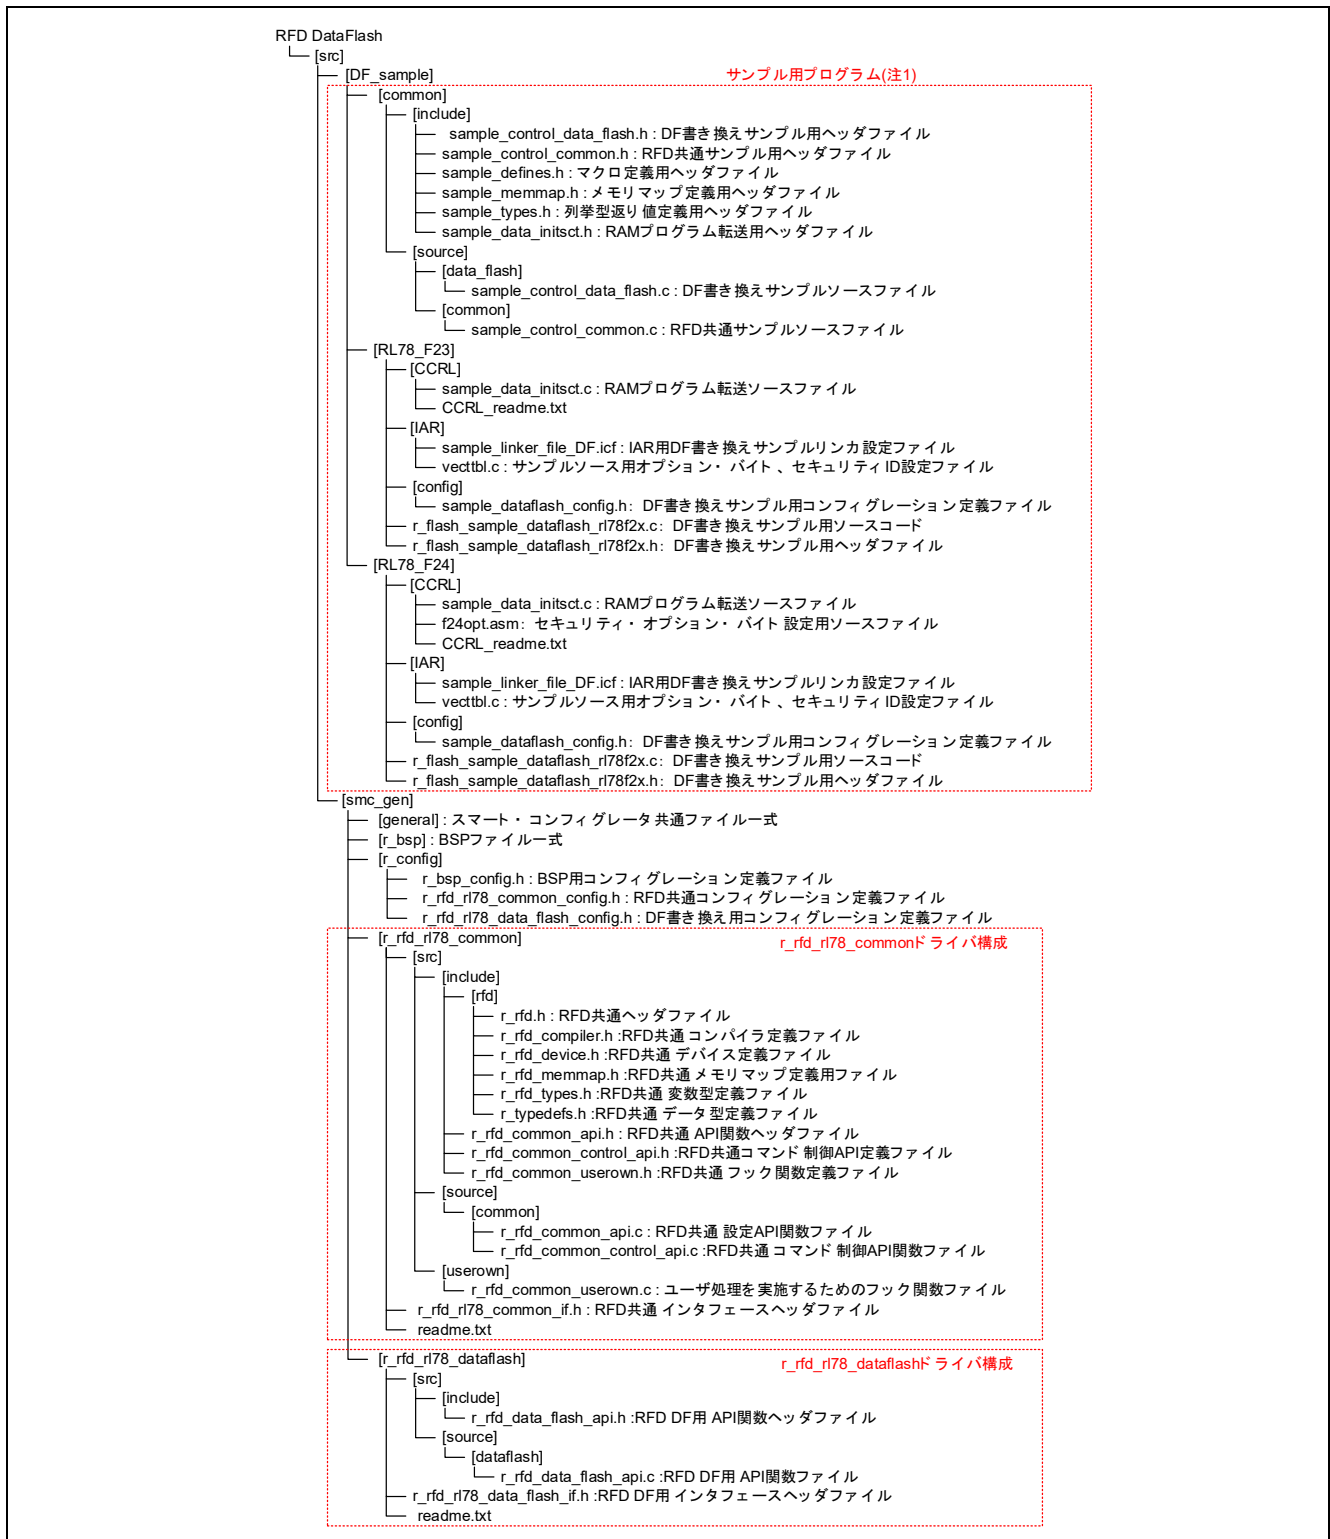 RFD DataFlash
[src]
[DF_sample] サンプル用プログラム(注1)
[common]
[include]
sample_control_data_flash.h : DF書き換えサンプル用ヘッダファイル
sample_control_common.h : RFD共通サンプル用ヘッダファイル
sample_defines.h : マクロ定義用ヘッダファイル
sample_memmap.h : メモリマップ定義用ヘッダファイル
sample_types.h : 列挙型返り値定義用ヘッダファイル
sample_data_initsct.h : RAMプログラム転送用ヘッダファイル
[source]
[data_flash]
sample_control_data_flash.c : DF書き換えサンプルソースファイル
[common]
sample_control_common.c : RFD共通サンプルソースファイル
[RL78_F23]
[CCRL]
sample_data_initsct.c : RAMプログラム転送ソースファイル
CCRL_readme.txt
[IAR]
sample_linker_file_DF.icf : IAR用DF書き換えサンプルリンカ設定ファイル
vecttbl.c : サンプルソース用オプション・バイト、セキュリティID設定ファイル
[config]
sample_dataflash_config.h: DF書き換えサンプル用コンフィグレーション定義ファイル
r_flash_sample_dataflash_rl78f2x.c: DF書き換えサンプル用ソースコード
r_flash_sample_dataflash_rl78f2x.h: DF書き換えサンプル用ヘッダファイル
[RL78_F24]
[CCRL]
sample_data_initsct.c : RAMプログラム転送ソースファイル
f24opt.asm: セキュリティ・オプション・バイト設定用ソースファイル
CCRL_readme.txt
[IAR]
sample_linker_file_DF.icf : IAR用DF書き換えサンプルリンカ設定ファイル
vecttbl.c : サンプルソース用オプション・バイト、セキュリティID設定ファイル
[config]
sample_dataflash_config.h: DF書き換えサンプル用コンフィグレーション定義ファイル
r_flash_sample_dataflash_rl78f2x.c: DF書き換えサンプル用ソースコード
r_flash_sample_dataflash_rl78f2x.h: DF書き換えサンプル用ヘッダファイル
[smc_gen]
[general] : スマート・コンフィグレータ共通ファイル一式
[r_bsp] : BSPファイル一式
[r_config]
r_bsp_config.h : BSP用コンフィグレーション定義ファイル
r_rfd_rl78_common_config.h : RFD共通コンフィグレーション定義ファイル
r_rfd_rl78_data_flash_config.h : DF書き換え用コンフィグレーション定義ファイル
[r_rfd_rl78_common] r_rfd_rl78_commonドライバ構成
[src]
[include]
[rfd]
r_rfd.h : RFD共通ヘッダファイル
r_rfd_compiler.h :RFD共通 コンパイラ定義ファイル
r_rfd_device.h :RFD共通 デバイス定義ファイル
r_rfd_memmap.h :RFD共通 メモリマップ定義用ファイル
r_rfd_types.h :RFD共通 変数型定義ファイル
r_typedefs.h :RFD共通 データ型定義ファイル
r_rfd_common_api.h : RFD共通 API関数ヘッダファイル
r_rfd_common_control_api.h :RFD共通コマンド制御API定義ファイル
r_rfd_common_userown.h :RFD共通 フック関数定義ファイル
[source]
[common]
r_rfd_common_api.c : RFD共通 設定API関数ファイル
r_rfd_common_control_api.c :RFD共通 コマンド制御API関数ファイル
[userown]
r_rfd_common_userown.c : ユーザ処理を実施するためのフック関数ファイル
r_rfd_rl78_common_if.h : RFD共通 インタフェースヘッダファイル
readme.txt
[r_rfd_rl78_dataflash] r_rfd_rl78_dataflashドライバ構成
[src]
[include]
r_rfd_data_flash_api.h :RFD DF用 API関数ヘッダファイル
[source]
[dataflash]
r_rfd_data_flash_api.c :RFD DF用 API関数ファイル
r_rfd_rl78_data_flash_if.h :RFD DF用 インタフェースヘッダファイル
readme.txt